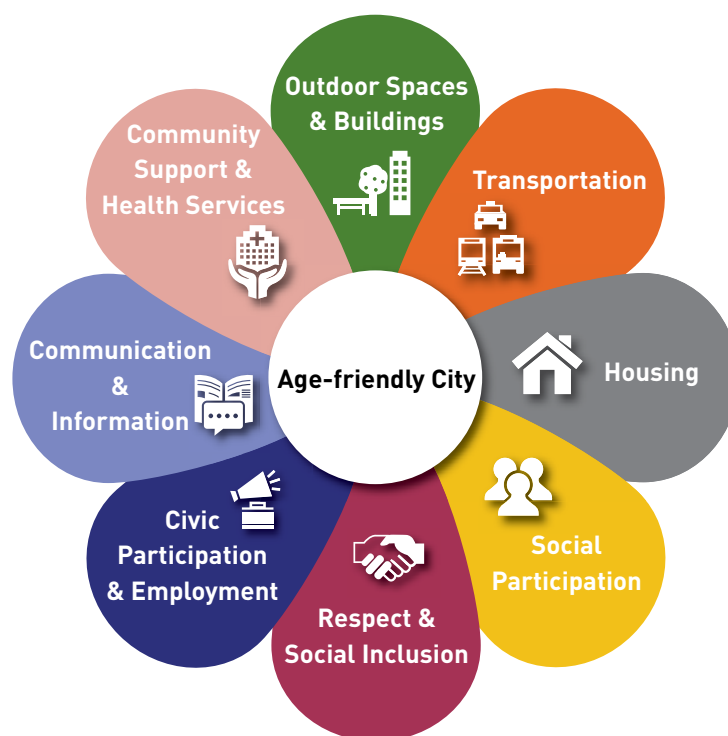 Outdoor Spaces
& Buildings
Transportation
Housing
Social
Participation
Respect &
Social Inclusion
Civic
Participation
& Employment
Communication
&
Information
Community
Support &
Health Services
Age-friendly City